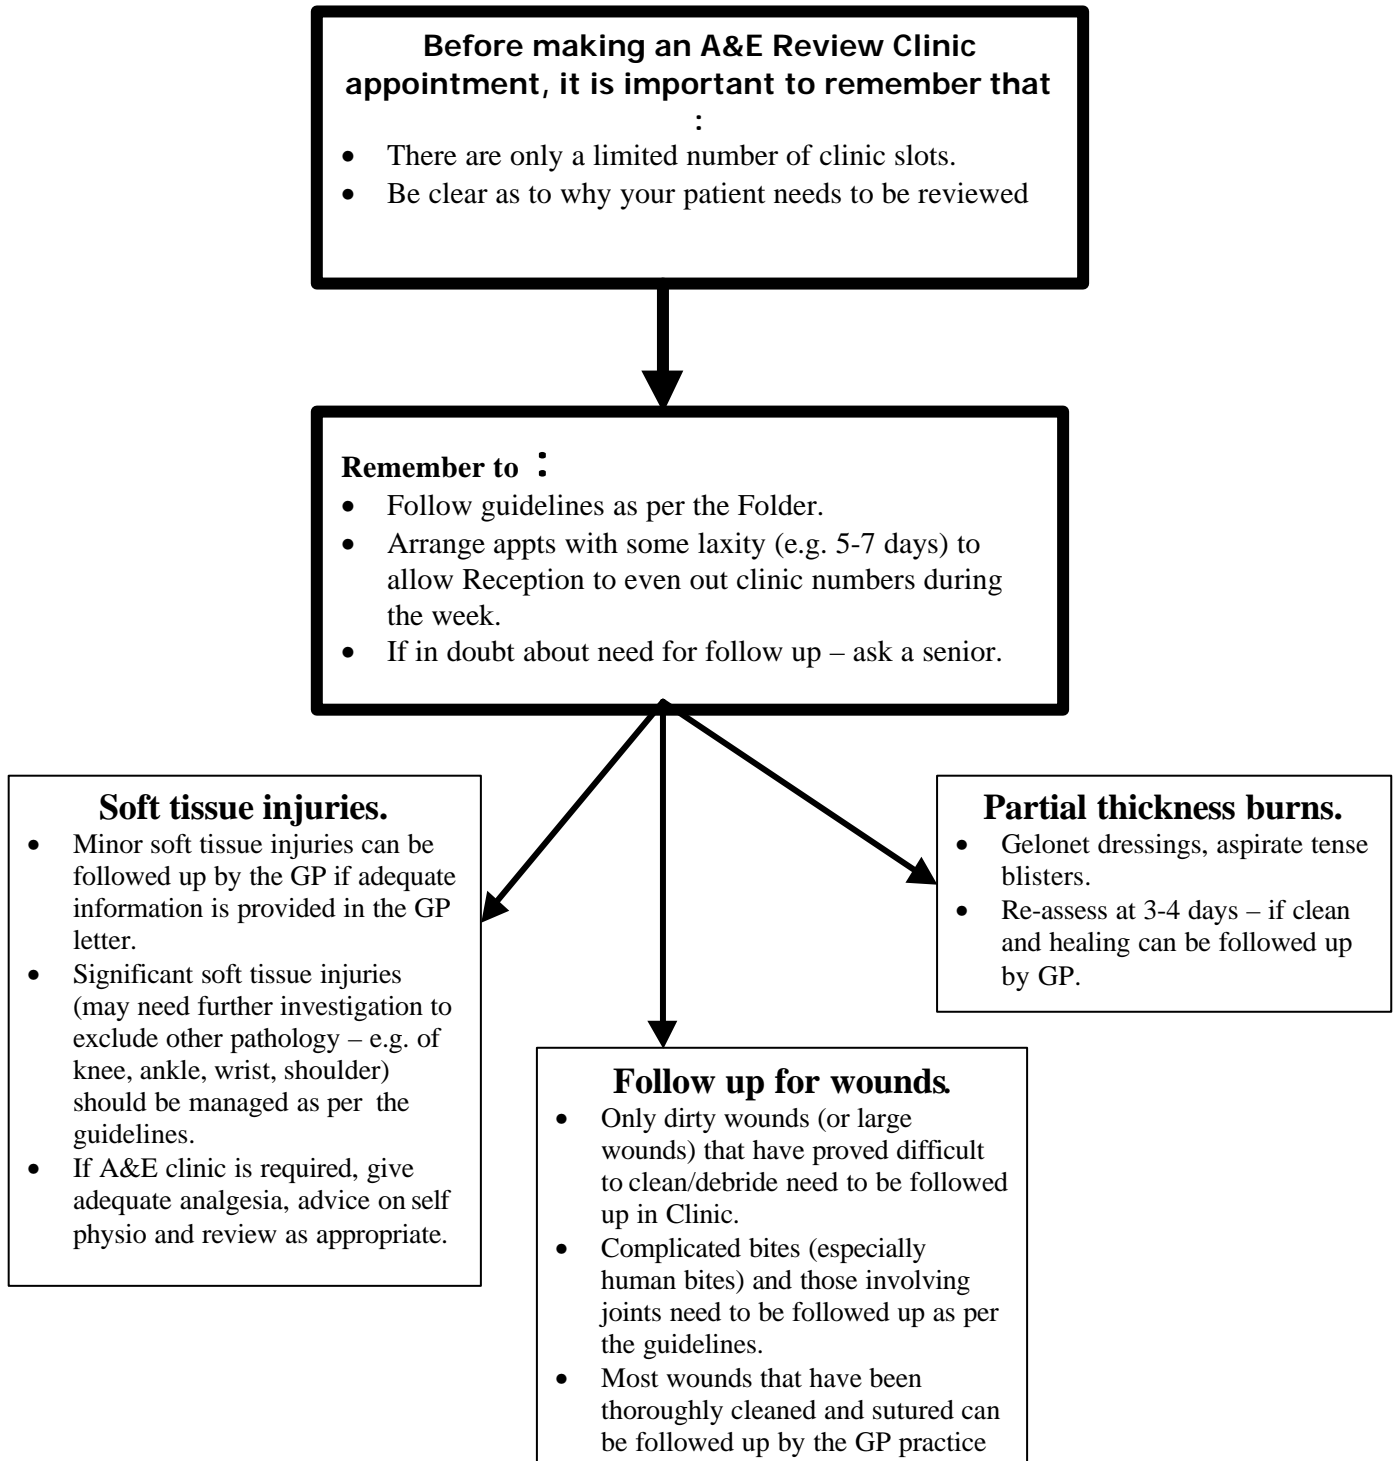 Before making an A&E Review Clinic
appointment, it is important to remember that
:
• There are only a limited number of clinic slots.
• Be clear as to why your patient needs to be reviewed
Remember to :
• Follow guidelines as per the Folder.
• Arrange appts with some laxity (e.g. 5-7 days) to
allow Reception to even out clinic numbers during
the week.
• If in doubt about need for follow up – ask a senior.
Soft tissue injuries.
• Minor soft tissue injuries can be
followed up by the GP if adequate
information is provided in the GP
letter.
• Significant soft tissue injuries
(may need further investigation to
exclude other pathology – e.g. of
knee, ankle, wrist, shoulder)
should be managed as per the
guidelines.
• If A&E clinic is required, give
adequate analgesia, advice on self
physio and review as appropriate.
Follow up for wounds.
• Only dirty wounds (or large
wounds) that have proved difficult
to clean/debride need to be followed
up in Clinic.
• Complicated bites (especially
human bites) and those involving
joints need to be followed up as per
the guidelines.
• Most wounds that have been
thoroughly cleaned and sutured can
be followed up by the GP practice
Partial thickness burns.
• Gelonet dressings, aspirate tense
blisters.
• Re-assess at 3-4 days – if clean
and healing can be followed up
by GP.